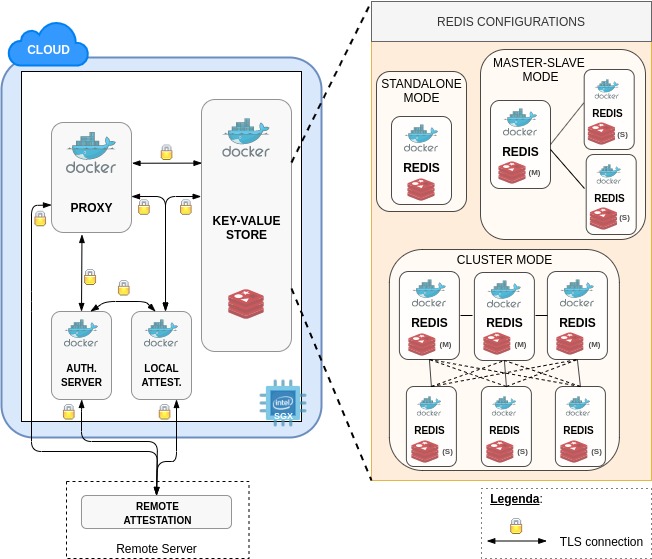 CLOUD
docker
PROXY
docker
KEY-VALUE
STORE
docker
AUTH.
SERVER
docker
LOCAL
ATTEST.
intel
SGX
REMOTE
ATTESTATION
Remote Server
REDIS CONFIGURATIONS
STANDALONE
MODE
docker
REDIS
MASTER-SLAVE
MODE
docker
REDIS
(M)
docker
REDIS
(S)
docker
REDIS
(S)
CLUSTER MODE
docker
REDIS
(M)
docker
REDIS
(M)
docker
REDIS
(M)
docker
REDIS
(S)
docker
REDIS
(S)
docker
REDIS
(S)
Legenda:
TLS connection